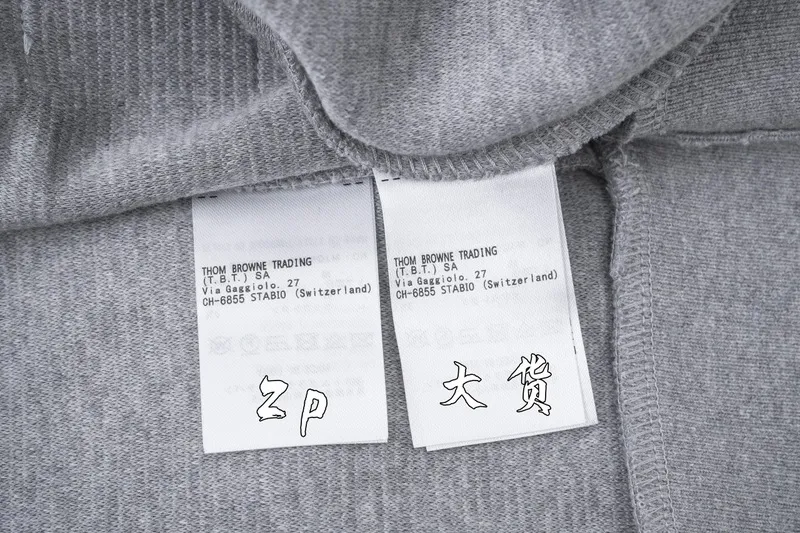 THOM BROWNE TRADING
(T.B.T.) SA
Via Gaggiolo. 27
CH-6855 STABIO (Switzerland)
THOM BROWNE TRADING
(T.B.T.) SA
Via Gaggiolo. 27
CH-6855 STABIO (Switzerland)
Zp
大货